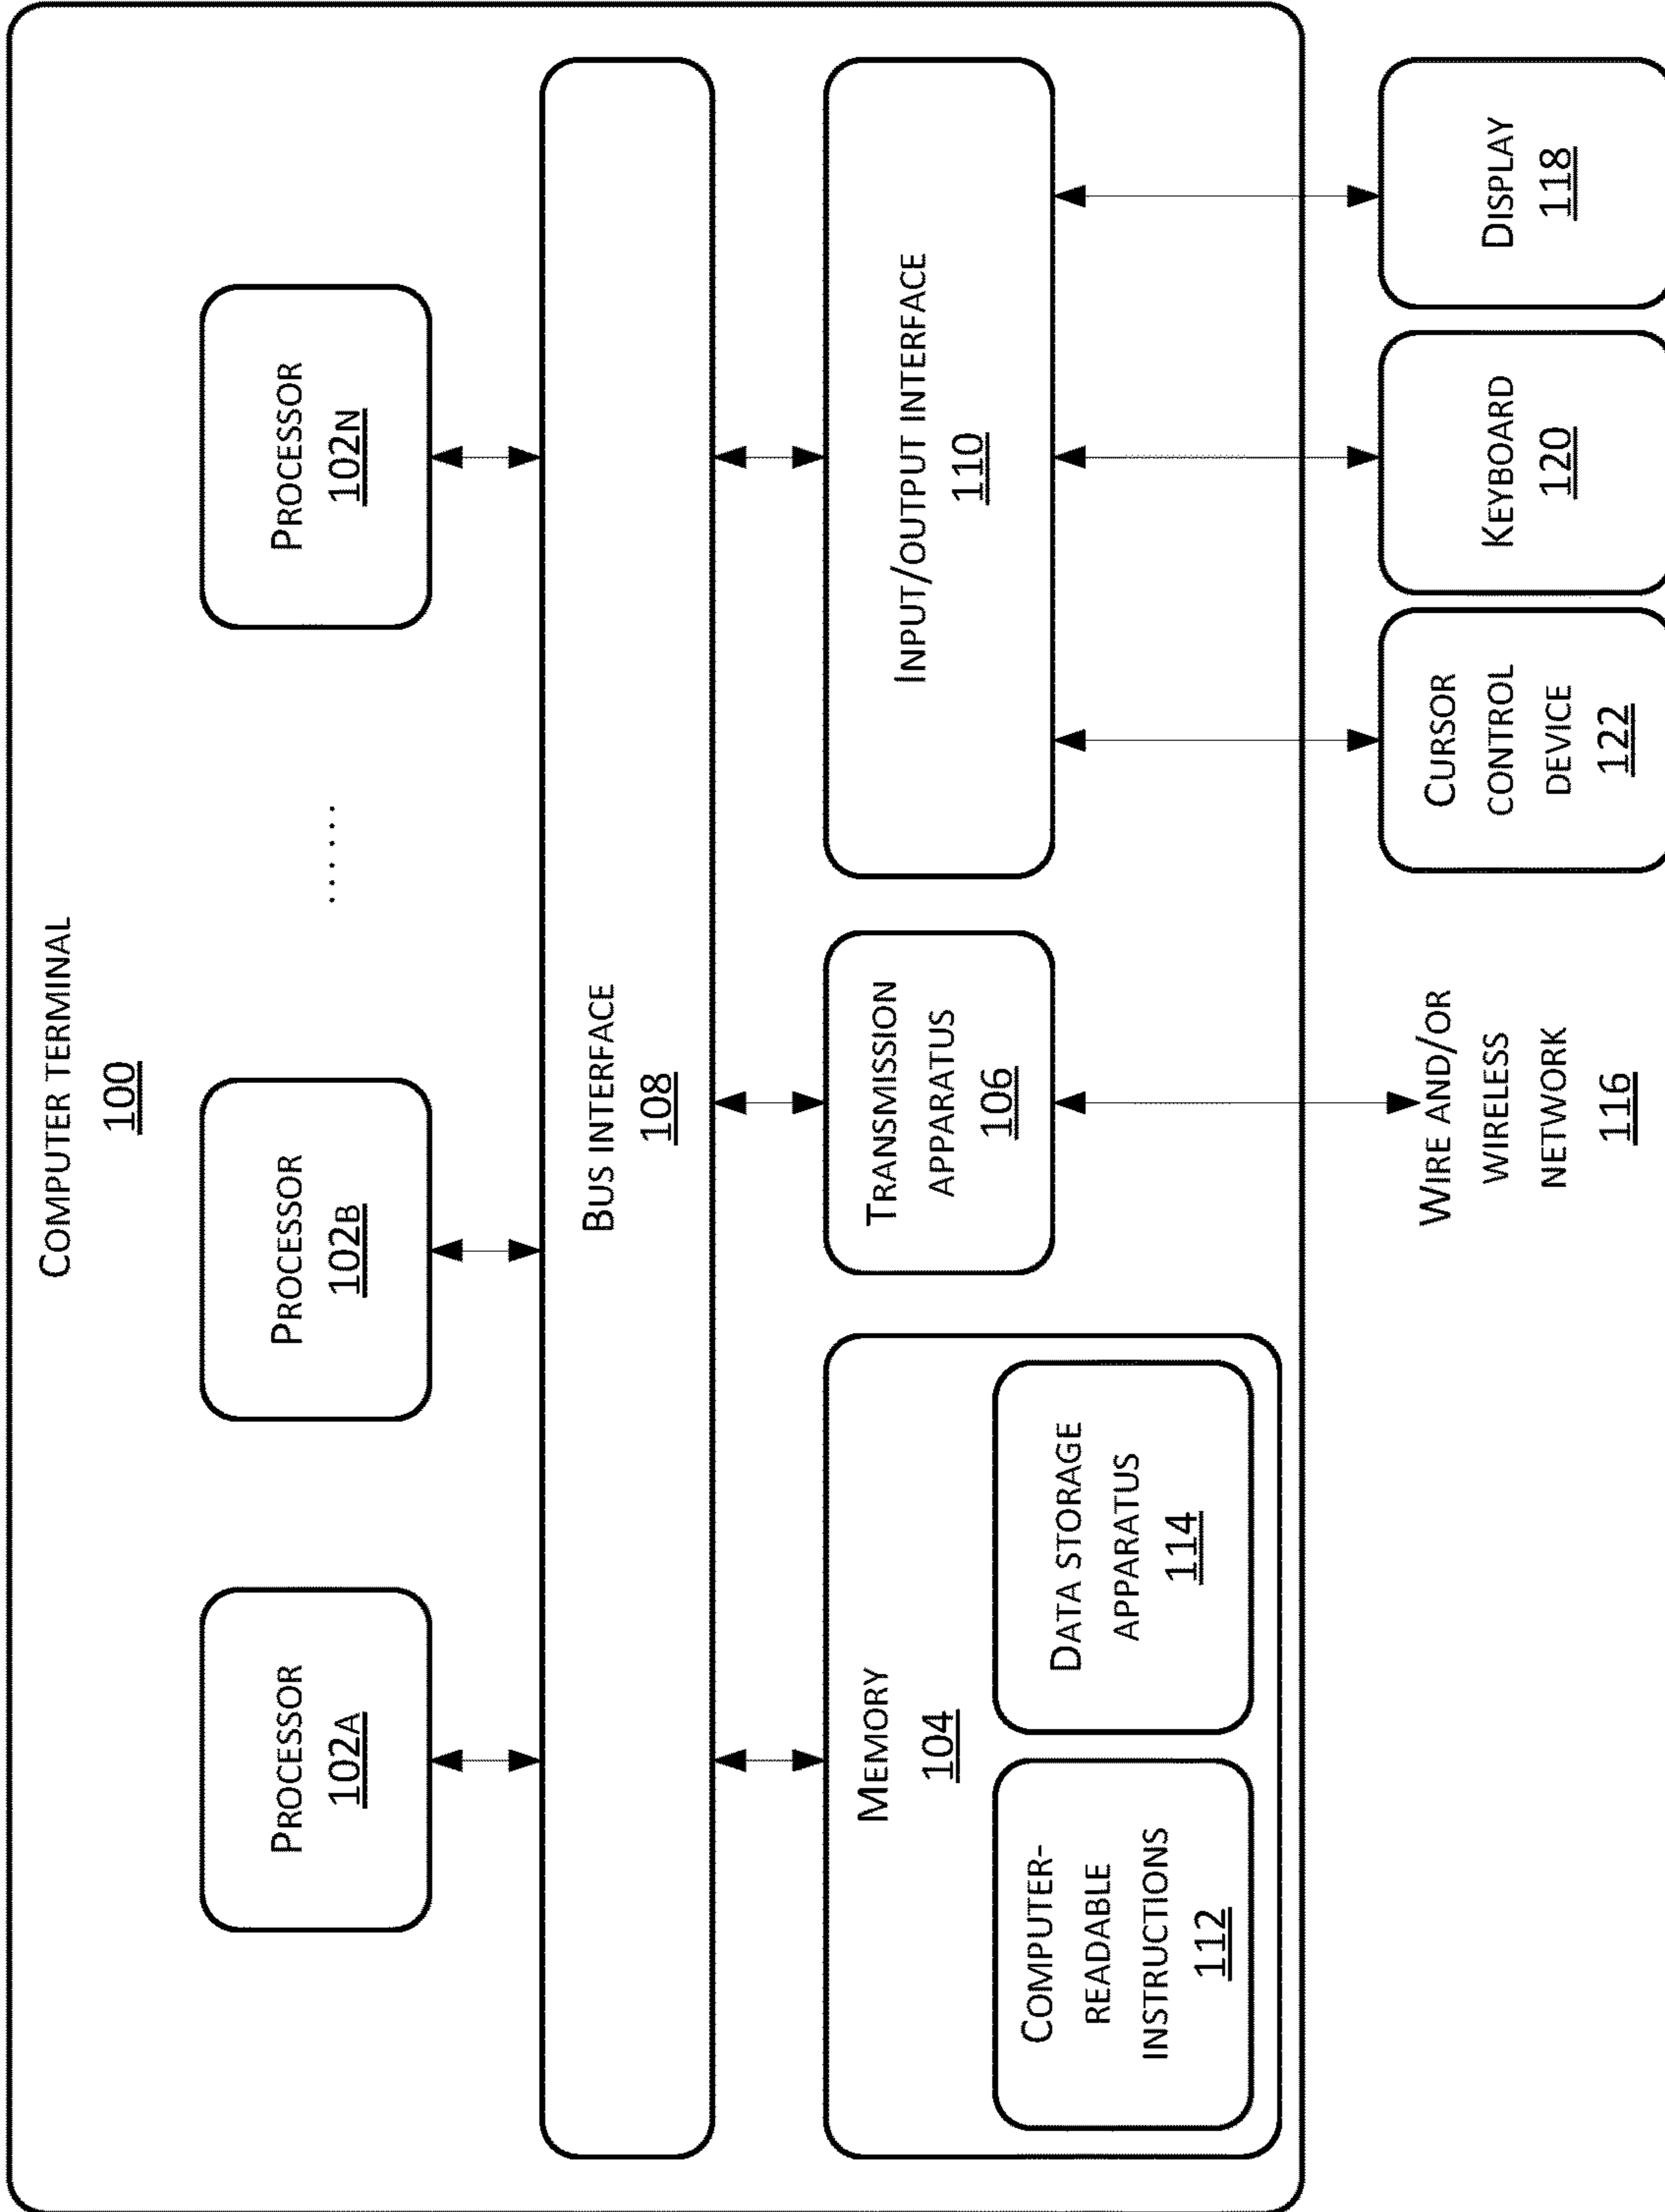 COMPUTER TERMINAL
100
PROCESSOR
102A
PROCESSOR
102B
......
PROCESSOR
102N
BUS INTERFACE
108
MEMORY
104
COMPUTER-
READABLE
INSTRUCTIONS
112
DATA STORAGE
APPARATUS
114
TRANSMISSION
APPARATUS
106
INPUT/OUTPUT INTERFACE
110
WIRE AND/OR
WIRELESS
NETWORK
116
CURSOR
CONTROL
DEVICE
122
KEYBOARD
120
DISPLAY
118